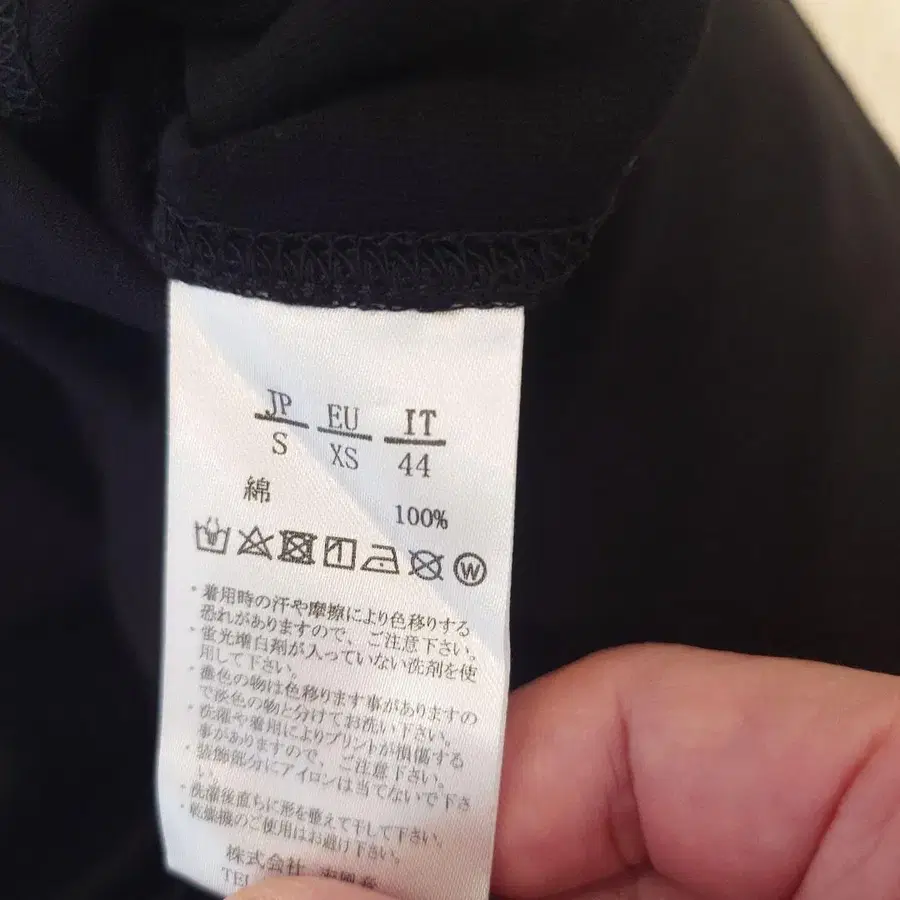 JP EU IT
S XS 44
綿 100%
W
・着用時の汗や摩擦により色移りする
恐れがありますので、ご注意下さい。
・蛍光増白剤が入っていない洗剤を使
用して下さい。
・濃色の物は色移ります事がありますの
で淡色の物と分けてお洗い下さい。
・洗濯や着用によりプリントが損傷する
事がありますので、ご注意下さい。
・装飾部分にアイロンは当てないで下さ
い。
・洗濯後直ちに形を整えて干して下さい。
・乾燥機のご使用はお避け下さい。
株式会社
TEL